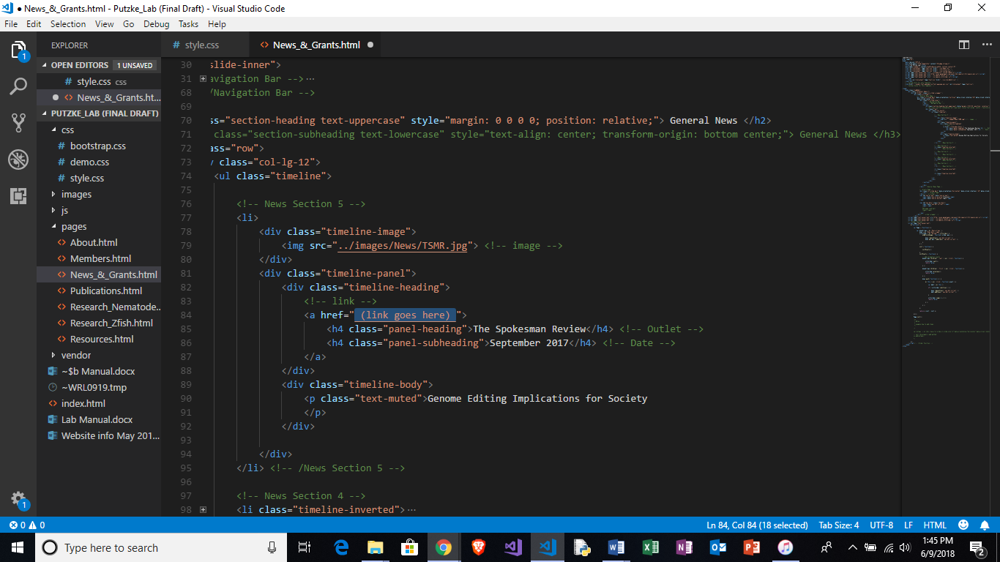 ● News_&_Grants.html - Putzke_Lab (Final Draft) - Visual Studio Code
File Edit Selection View Go Debug Tasks Help
EXPLORER
OPEN EDITORS 1 UNSAVED
# style.css css
● <> News_&_Grants.ht...
PUTZKE_LAB (FINAL DRAFT)
css
# bootstrap.css
# demo.css
# style.css
images
js
pages
<> About.html
<> Members.html
<> News_&_Grants.html
<> Publications.html
<> Research_Nematode...
<> Research_Zfish.html
<> Resources.html
vendor
~$b Manual.docx
~WRL0919.tmp
<> index.html
Lab Manual.docx
Website info May 201...
1
1
# style.css <> News_&_Grants.html ●
30 slide-inner">
31 avigation Bar --> ...
68 /Navigation Bar -->
69
70 ss="section-heading text-uppercase" style="margin: 0 0 0 0; position: relative;"> General News </h2>
71 class="section-subheading text-lowercase" style="text-align: center; transform-origin: bottom center;"> General News </h3>
72 ass="row">
73 / class="col-lg-12">
74 <ul class="timeline">
75
76 <!-- News Section 5 -->
77 <li>
78 <div class="timeline-image">
79 <img src="../images/News/TSMR.jpg"> <!-- image -->
80 </div>
81 <div class="timeline-panel">
82 <div class="timeline-heading">
83 <!-- link -->
84 <a href=" (link goes here) ">
85 <h4 class="panel-heading">The Spokesman Review</h4> <!-- Outlet -->
86 <h4 class="panel-subheading">September 2017</h4> <!-- Date -->
87 </a>
88 </div>
89 <div class="timeline-body">
90 <p class="text-muted">Genome Editing Implications for Society
91 </p>
92 </div>
93
94 </div>
95 </li> <!-- /News Section 5 -->
96
97 <!-- News Section 4 -->
98 <li class="timeline-inverted"> ...
0 0 Ln 84, Col 84 (18 selected) Tab Size: 4 UTF-8 LF HTML
Type here to search
1:45 PM
6/9/2018
2